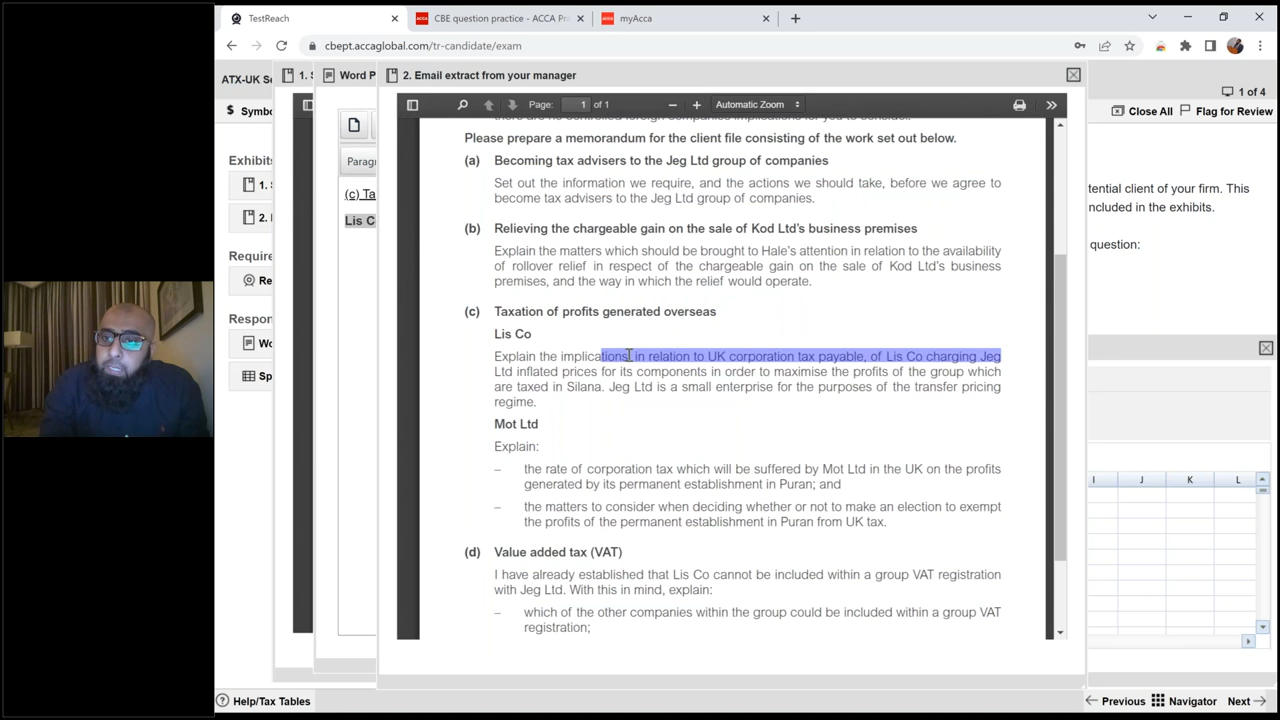 TestReach
CBE question practice - ACCA Pra
myAcca
cbept.accaglobal.com/tr-candidate/exam
ATX-UK Se
1. S
Word P
2. Email extract from your manager
1 of 4
Symbo
Page: 1 of 1
Automatic Zoom
Close All
Flag for Review
Exhibits
1.
2.
Require
Re
Respon
Wo
Sp
Paragr
(c) Ta
Lis C
Please prepare a memorandum for the client file consisting of the work set out below.
(a) Becoming tax advisers to the Jeg Ltd group of companies
Set out the information we require, and the actions we should take, before we agree to
become tax advisers to the Jeg Ltd group of companies.
(b) Relieving the chargeable gain on the sale of Kod Ltd's business premises
Explain the matters which should be brought to Hale's attention in relation to the availability
of rollover relief in respect of the chargeable gain on the sale of Kod Ltd's business
premises, and the way in which the relief would operate.
(c) Taxation of profits generated overseas
Lis Co
Explain the implications, in relation to UK corporation tax payable, of Lis Co charging Jeg
Ltd inflated prices for its components in order to maximise the profits of the group which
are taxed in Silana. Jeg Ltd is a small enterprise for the purposes of the transfer pricing
regime.
Mot Ltd
Explain:
– the rate of corporation tax which will be suffered by Mot Ltd in the UK on the profits
generated by its permanent establishment in Puran; and
– the matters to consider when deciding whether or not to make an election to exempt
the profits of the permanent establishment in Puran from UK tax.
(d) Value added tax (VAT)
I have already established that Lis Co cannot be included within a group VAT registration
with Jeg Ltd. With this in mind, explain:
– which of the other companies within the group could be included within a group VAT
registration;
tential client of your firm. This
ncluded in the exhibits.
question:
I J K L
Help/Tax Tables
Previous
Navigator
Next